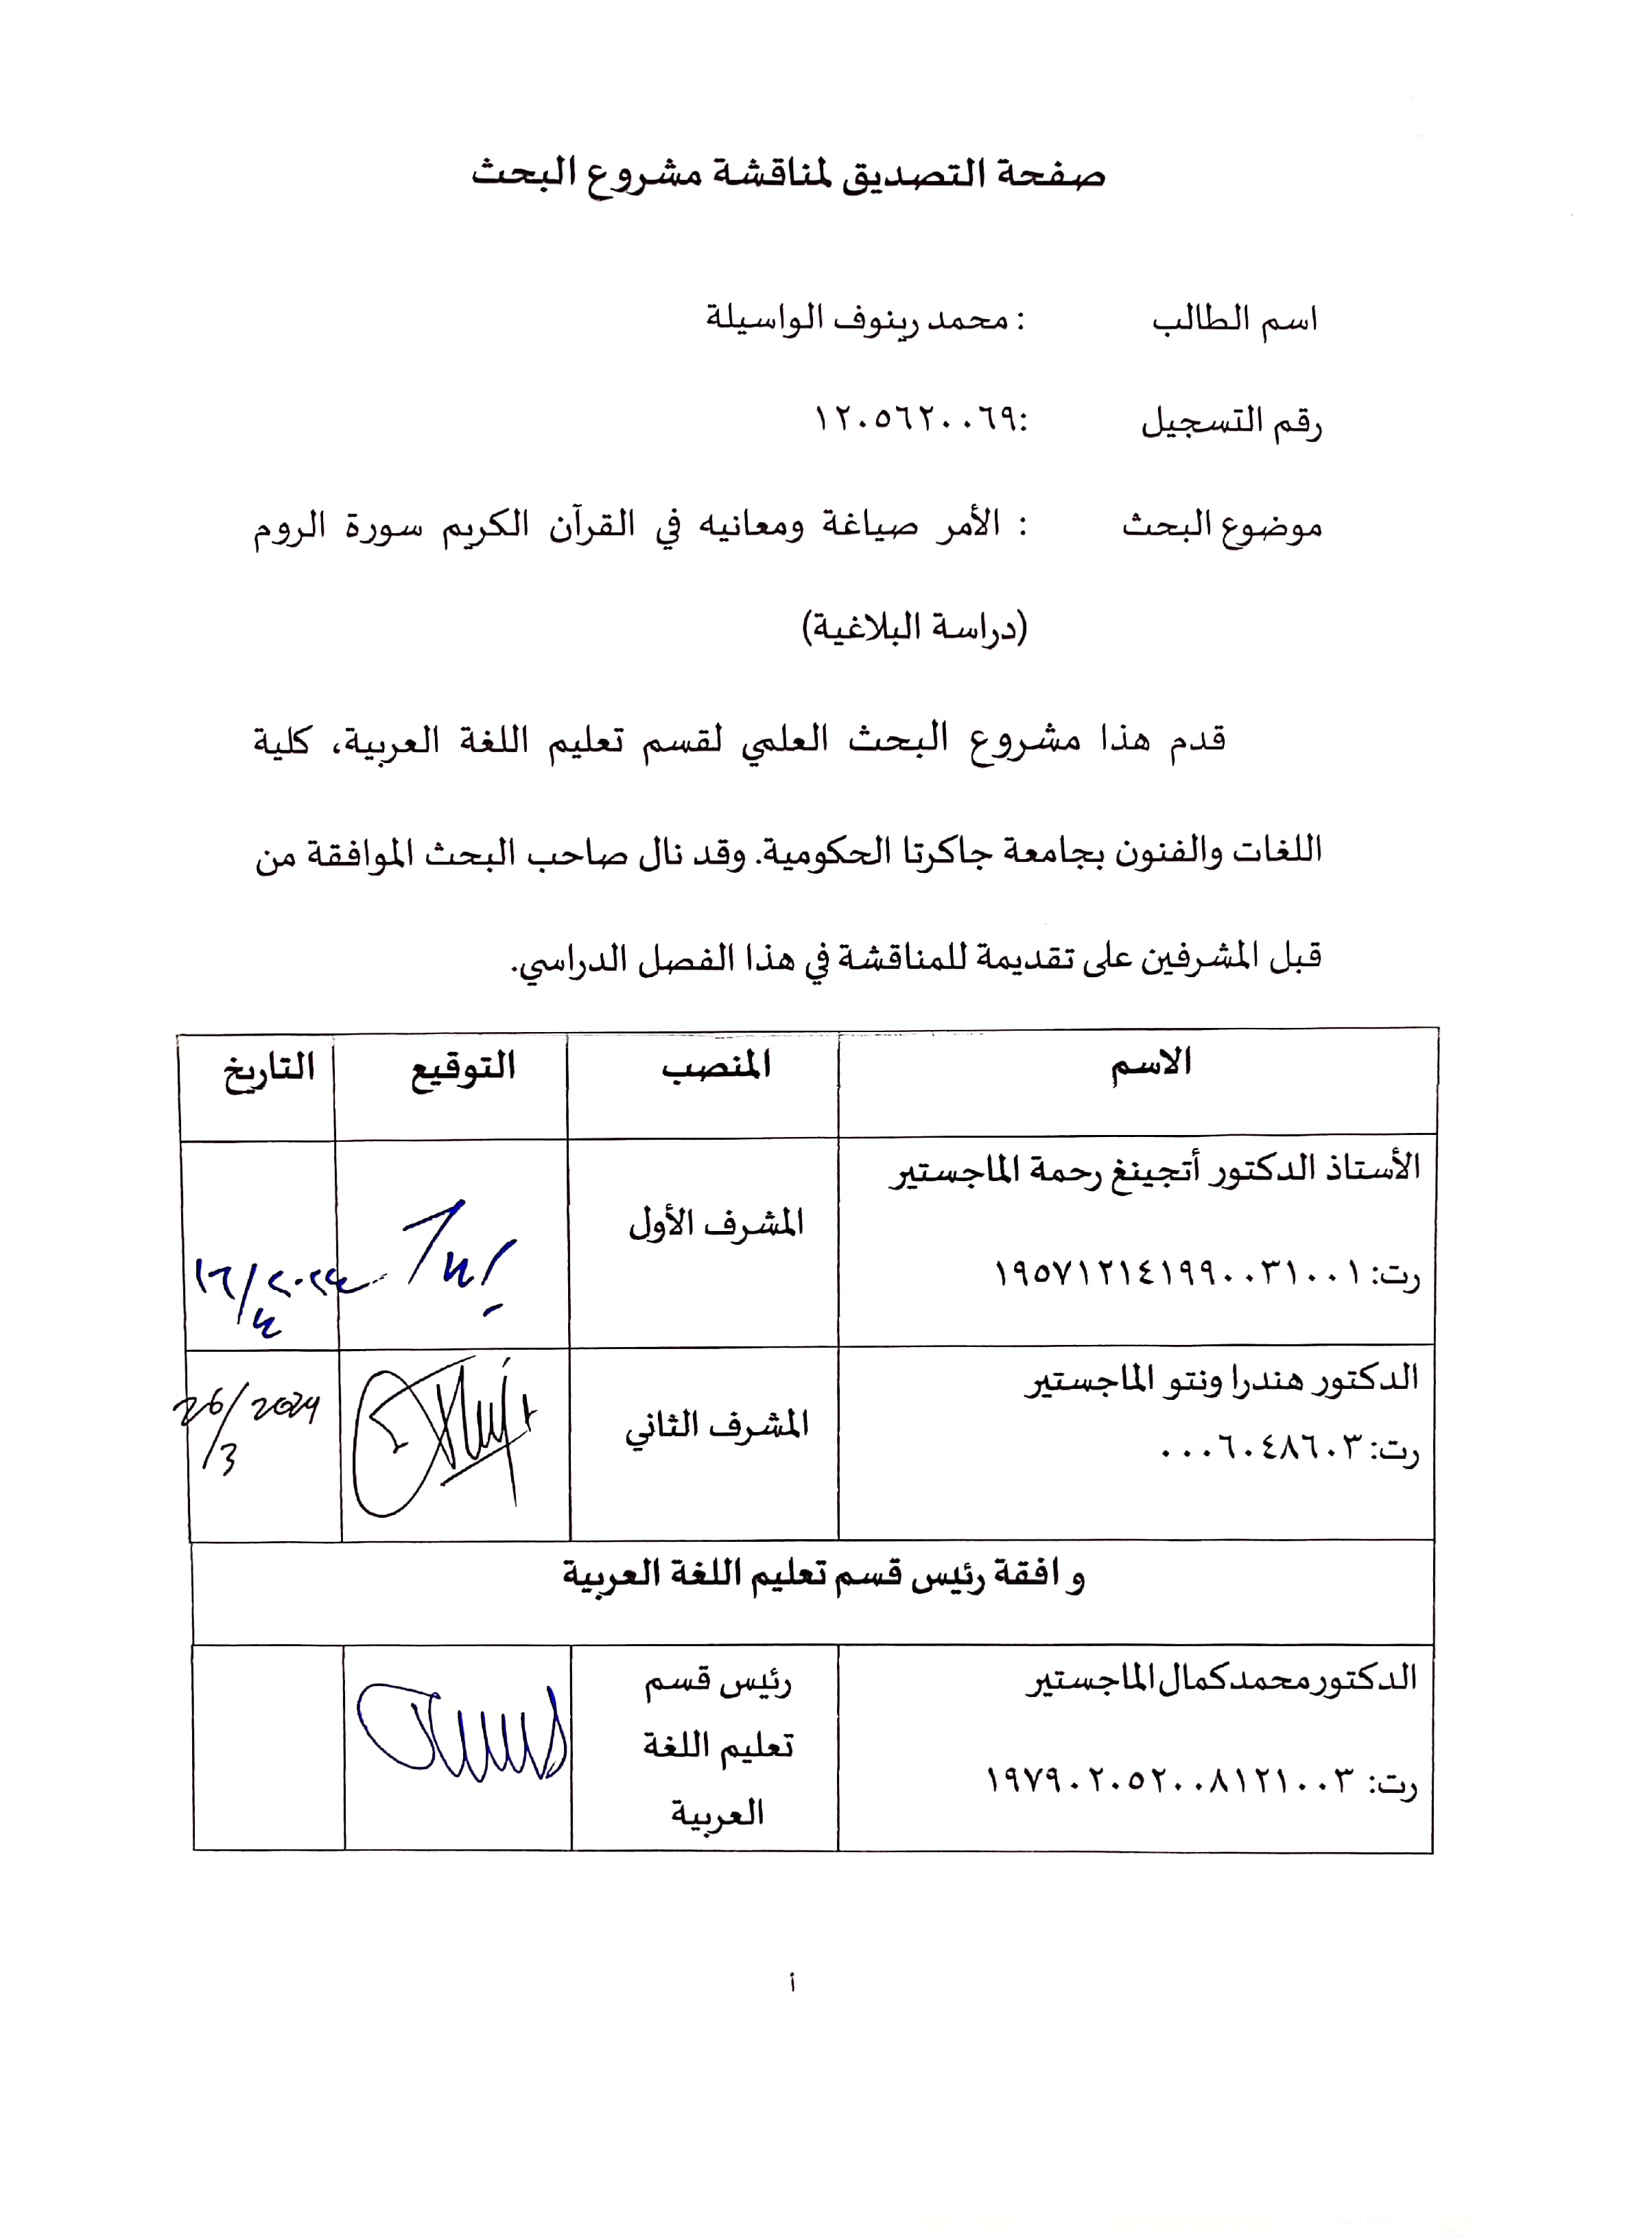 صفحة التصديق لمناقشة مشروع البحث
اسم الطالب : محمد رينوف الواسيلة
رقم التسجيل :١٢٠٥٦٢٠٠٦٩
موضوع البحث : الأمر صياغة ومعانيه في القرآن الكريم سورة الروم
(دراسة البلاغية)
قدم هذا مشروع البحث العلمي لقسم تعليم اللغة العربية، كلية
اللغات والفنون بجامعة جاكرتا الحكومية. وقد نال صاحب البحث الموافقة من
قبل المشرفين على تقديمة للمناقشة في هذا الفصل الدراسي.
الاسم المنصب التوقيع التاريخ
الأستاذ الدكتور أتجينغ رحمة الماجستير
رت: ١٩٥٧١٢١٤١٩٩٠٠٣١٠٠١
المشرف الأول
١٦/٤ ٢٠٢٤
الدكتور هندرا ونتو الماجستير
رت: ٠٠٠٦٠٤٨٦٠٣
المشرف الثاني
26/3 2024
و افقة رئيس قسم تعليم اللغة العربية
الدكتور محمد كمال الماجستير
رت: ١٩٧٩٠٢٠٥٢٠٠٨١٢١٠٠٣
رئيس قسم
تعليم اللغة
العربية
أ